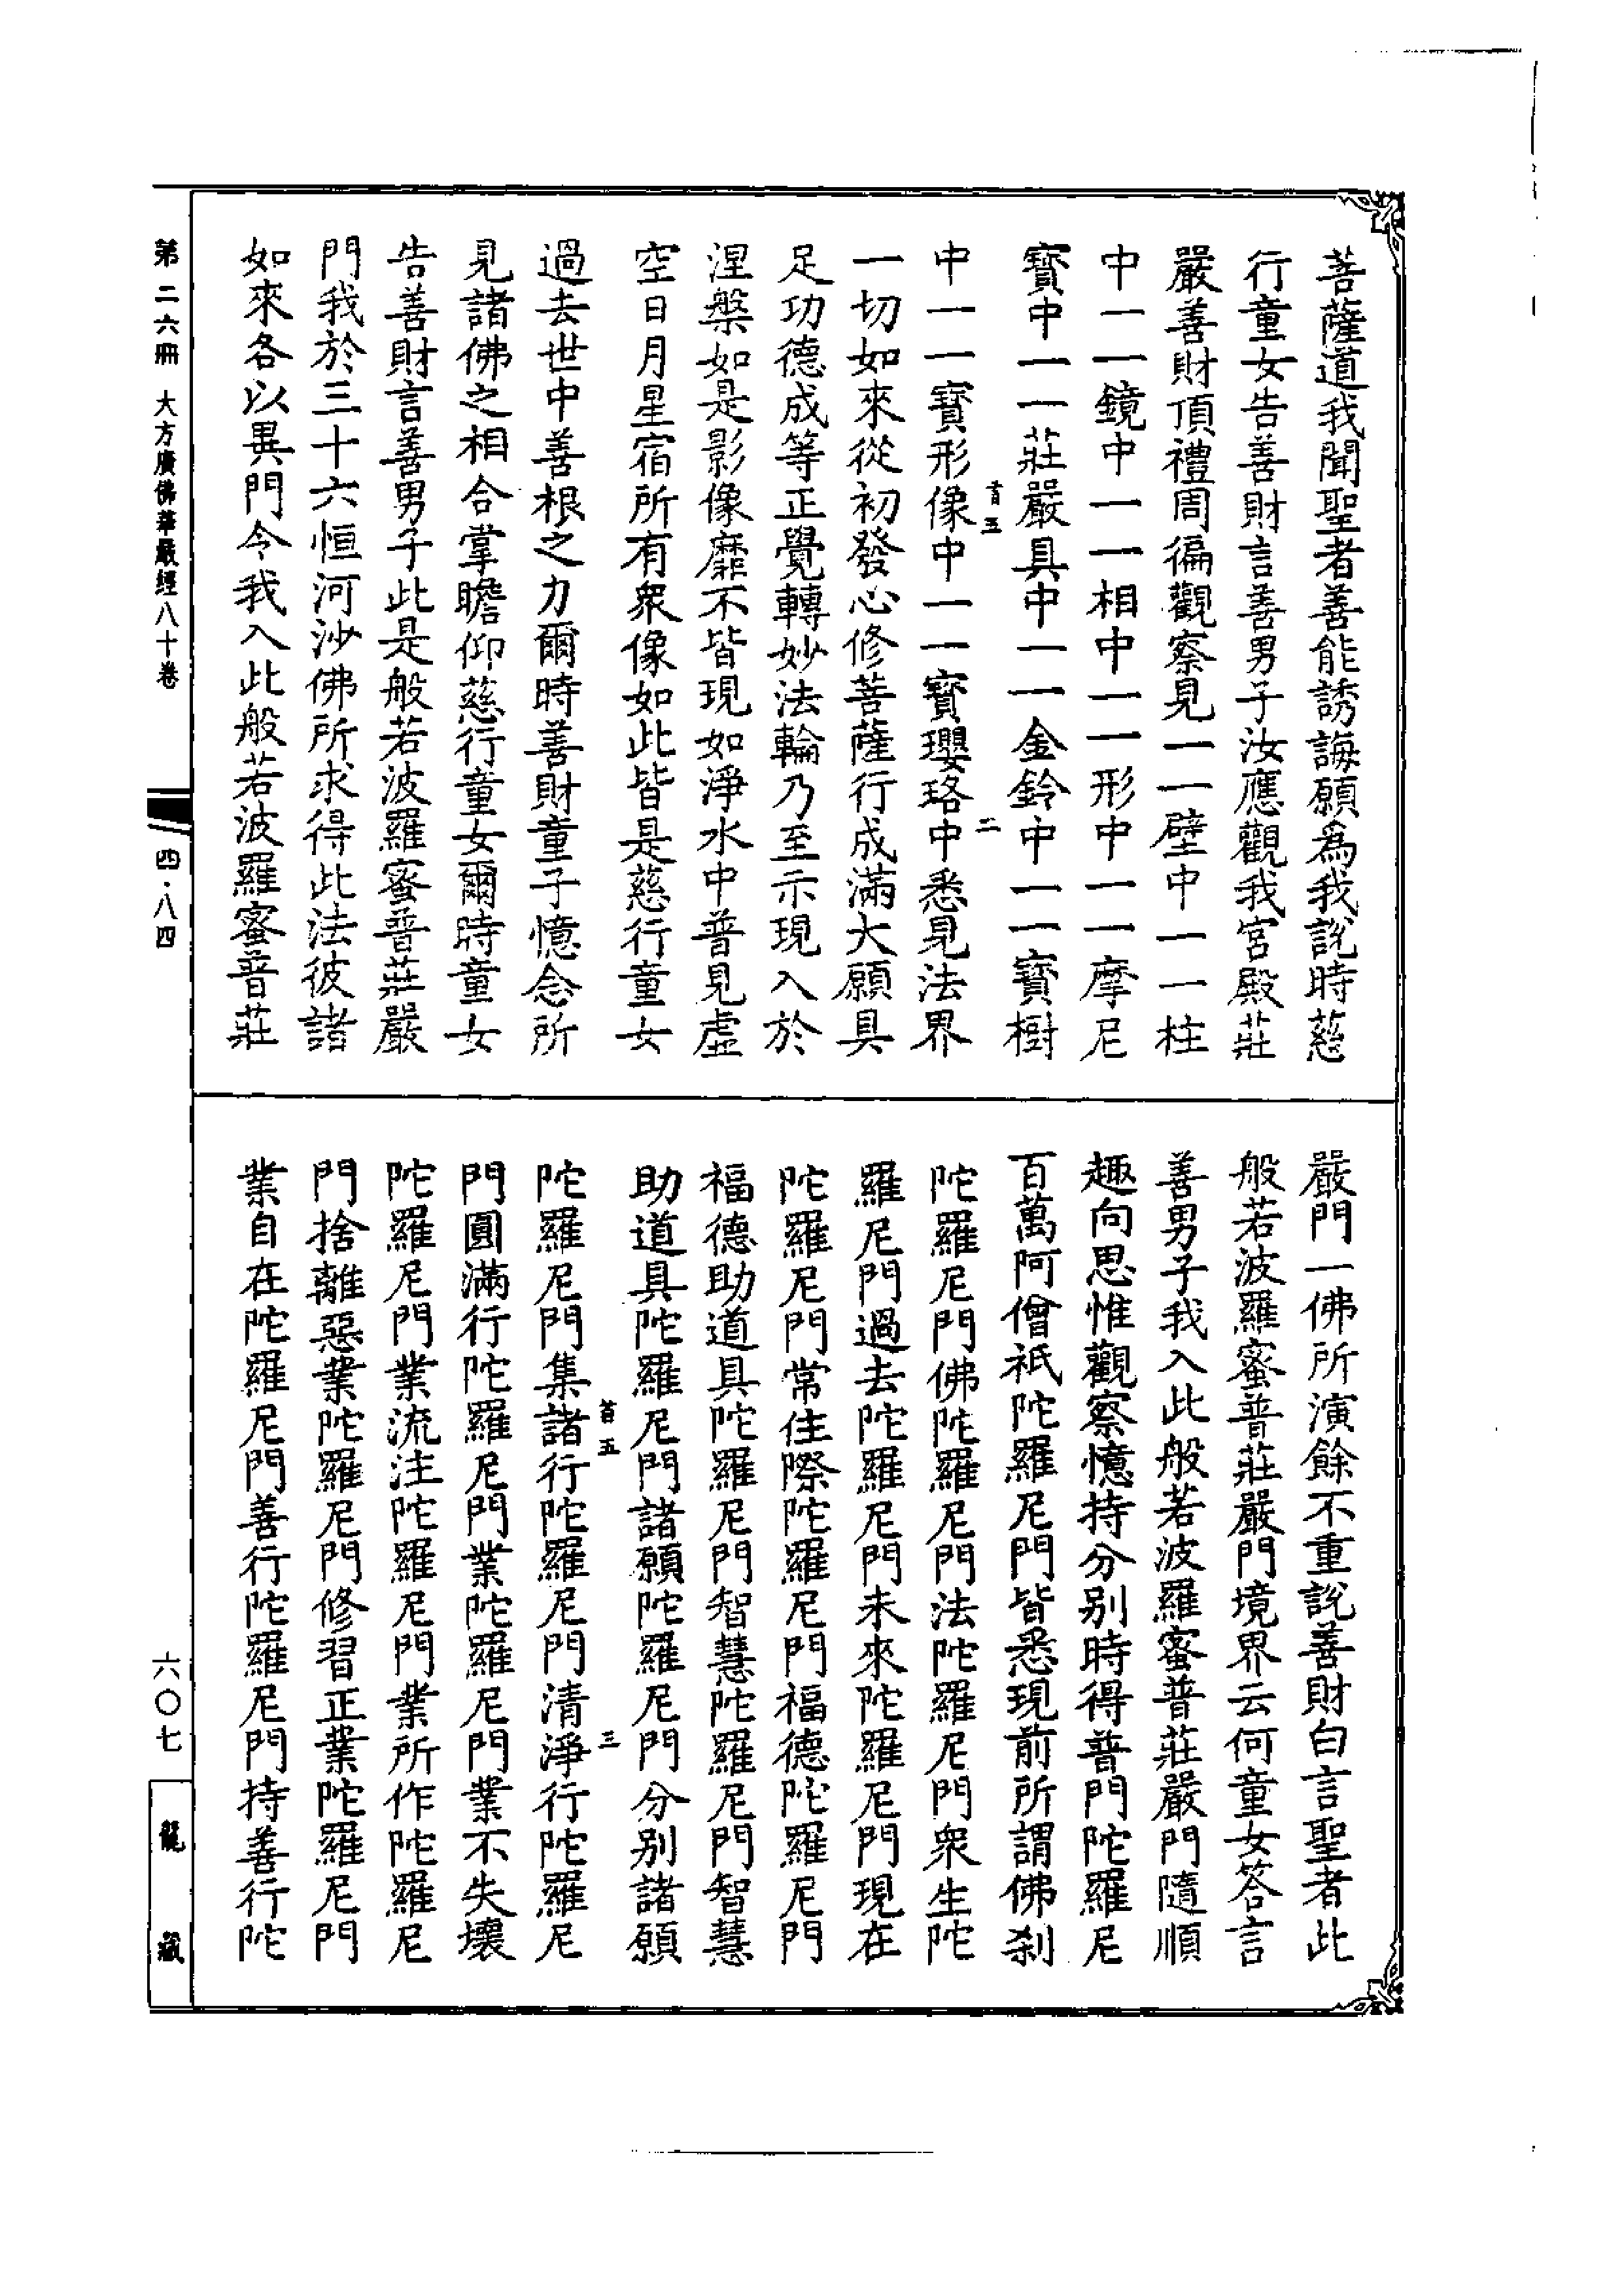 菩薩道我聞聖者善能誘誨願為我說時慈
行童女告善財言善男子汝應觀我宮殿莊
嚴善財頂禮周徧觀察見一一壁中一一柱
中一一鏡中一一相中一一形中一一摩尼
寶中一一莊嚴具中一一金鈴中一一寶樹
中一一寶形像中一一寶瓔珞中悉見法界
首五 二
一切如來從初發心修菩薩行成滿大願具
足功德成等正覺轉妙法輪乃至示現入於
涅槃如是影像靡不皆現如淨水中普見虛
空日月星宿所有衆像如此皆是慈行童女
過去世中善根之力爾時善財童子憶念所
見諸佛之相合掌瞻仰慈行童女爾時童女
告善財言善男子此是般若波羅蜜普莊嚴
門我於三十六恒河沙佛所求得此法彼諸
如來各以異門令我入此般若波羅蜜普莊
嚴門一佛所演餘不重說善財白言聖者此
般若波羅蜜普莊嚴門境界云何童女答言
善男子我入此般若波羅蜜普莊嚴門隨順
趣向思惟觀察憶持分別時得普門陀羅尼
百萬阿僧祇陀羅尼門皆悉現前所謂佛刹
陀羅尼門佛陀羅尼門法陀羅尼門衆生陀
羅尼門過去陀羅尼門未來陀羅尼門現在
陀羅尼門常住際陀羅尼門福德陀羅尼門
福德助道具陀羅尼門智慧陀羅尼門智慧
助道具陀羅尼門諸願陀羅尼門分別諸願
首五 三
陀羅尼門集諸行陀羅尼門清淨行陀羅尼
門圓滿行陀羅尼門業陀羅尼門業不失壞
陀羅尼門業流注陀羅尼門業所作陀羅尼
門捨離惡業陀羅尼門修習正業陀羅尼門
業自在陀羅尼門善行陀羅尼門持善行陀
第二六冊 大方廣佛華嚴經八十卷
四·八四
六〇七
龍藏